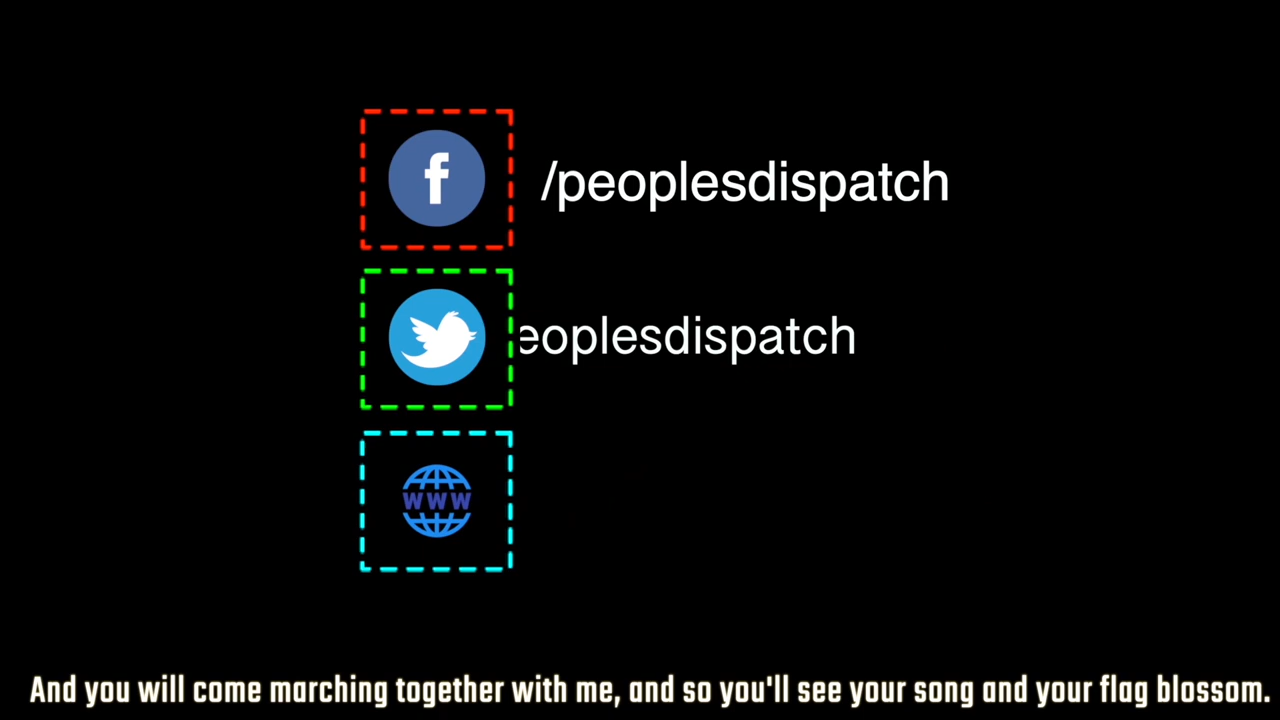 f /peoplesdispatch
eoplesdispatch
WWW
And you will come marching together with me, and so you'll see your song and your flag blossom.